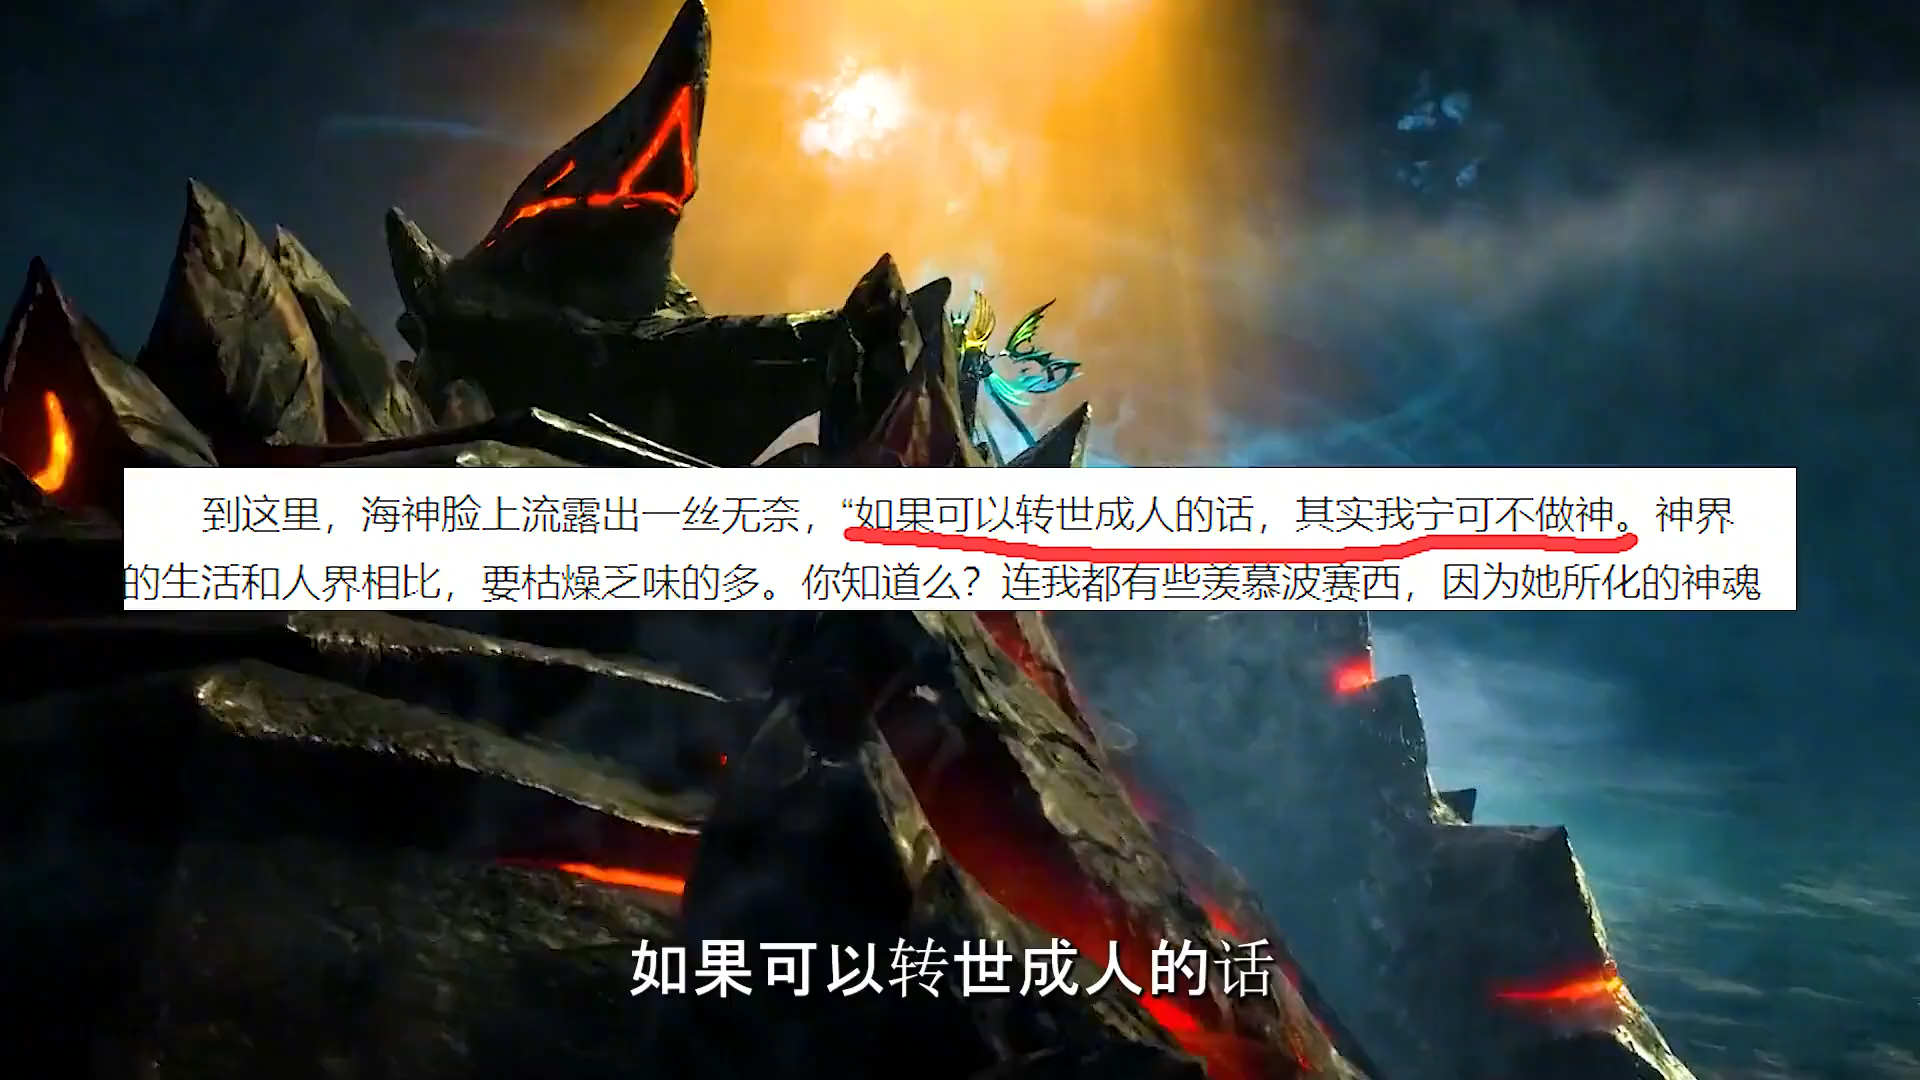 到这里，海神脸上流露出一丝无奈，“如果可以转世成人的话，其实我宁可不做神。神界
的生活和人界相比，要枯燥乏味的多。你知道么？连我都有些羡慕波赛西，因为她所化的神魂
如果可以转世成人的话